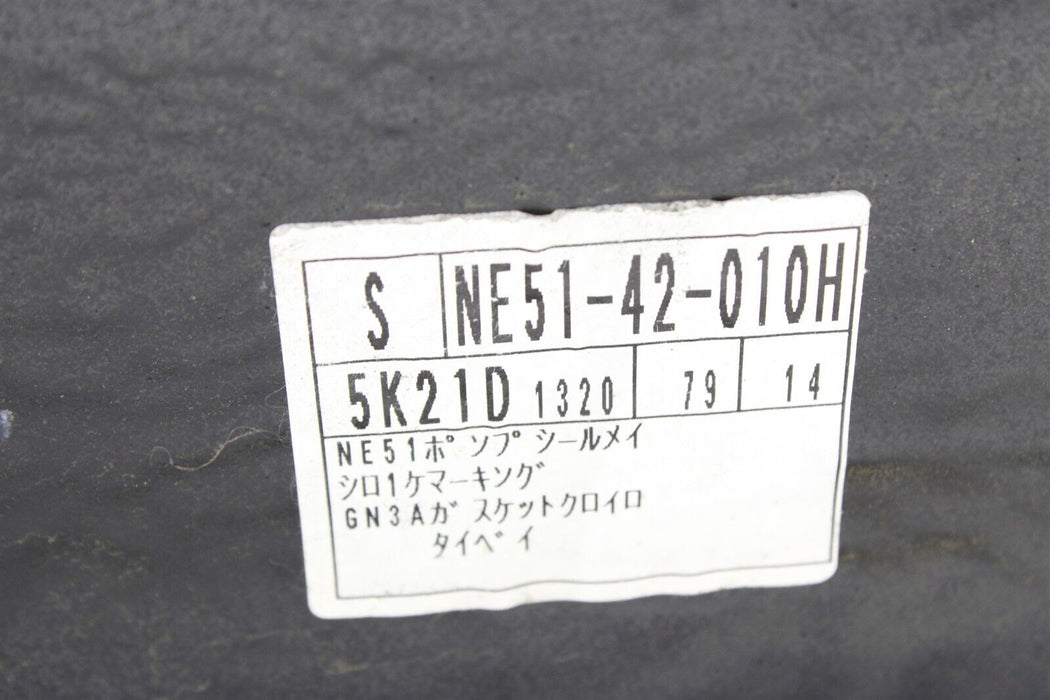 S NE51-42-010H
5K21D 1320 79 14
NE51ポンプシールメイ
シロ1ケマーキング
GN3Aガスケットクロイロ
タイベイ